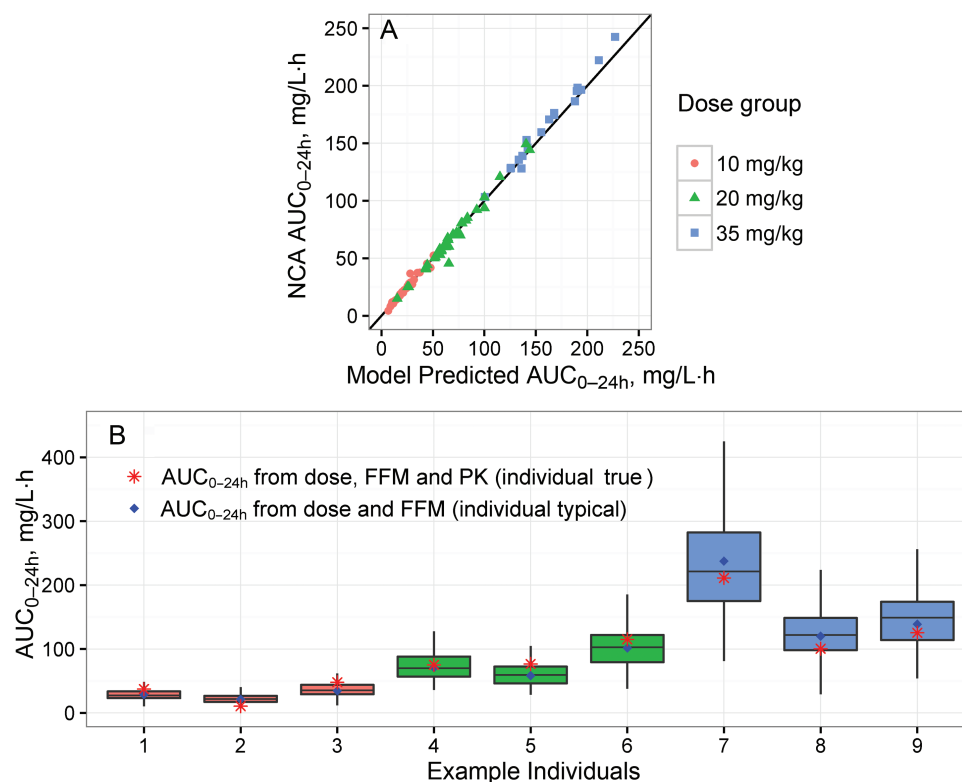 A
NCA AUC0–24h, mg/L·h
250
200
150
100
50
0
0 50 100 150 200 250
Model Predicted AUC0–24h, mg/L·h
Dose group
10 mg/kg
20 mg/kg
35 mg/kg
B
AUC0–24h from dose, FFM and PK (individual true)
AUC0–24h from dose and FFM (individual typical)
AUC0–24h, mg/L·h
400
300
200
100
0
1 2 3 4 5 6 7 8 9
Example Individuals